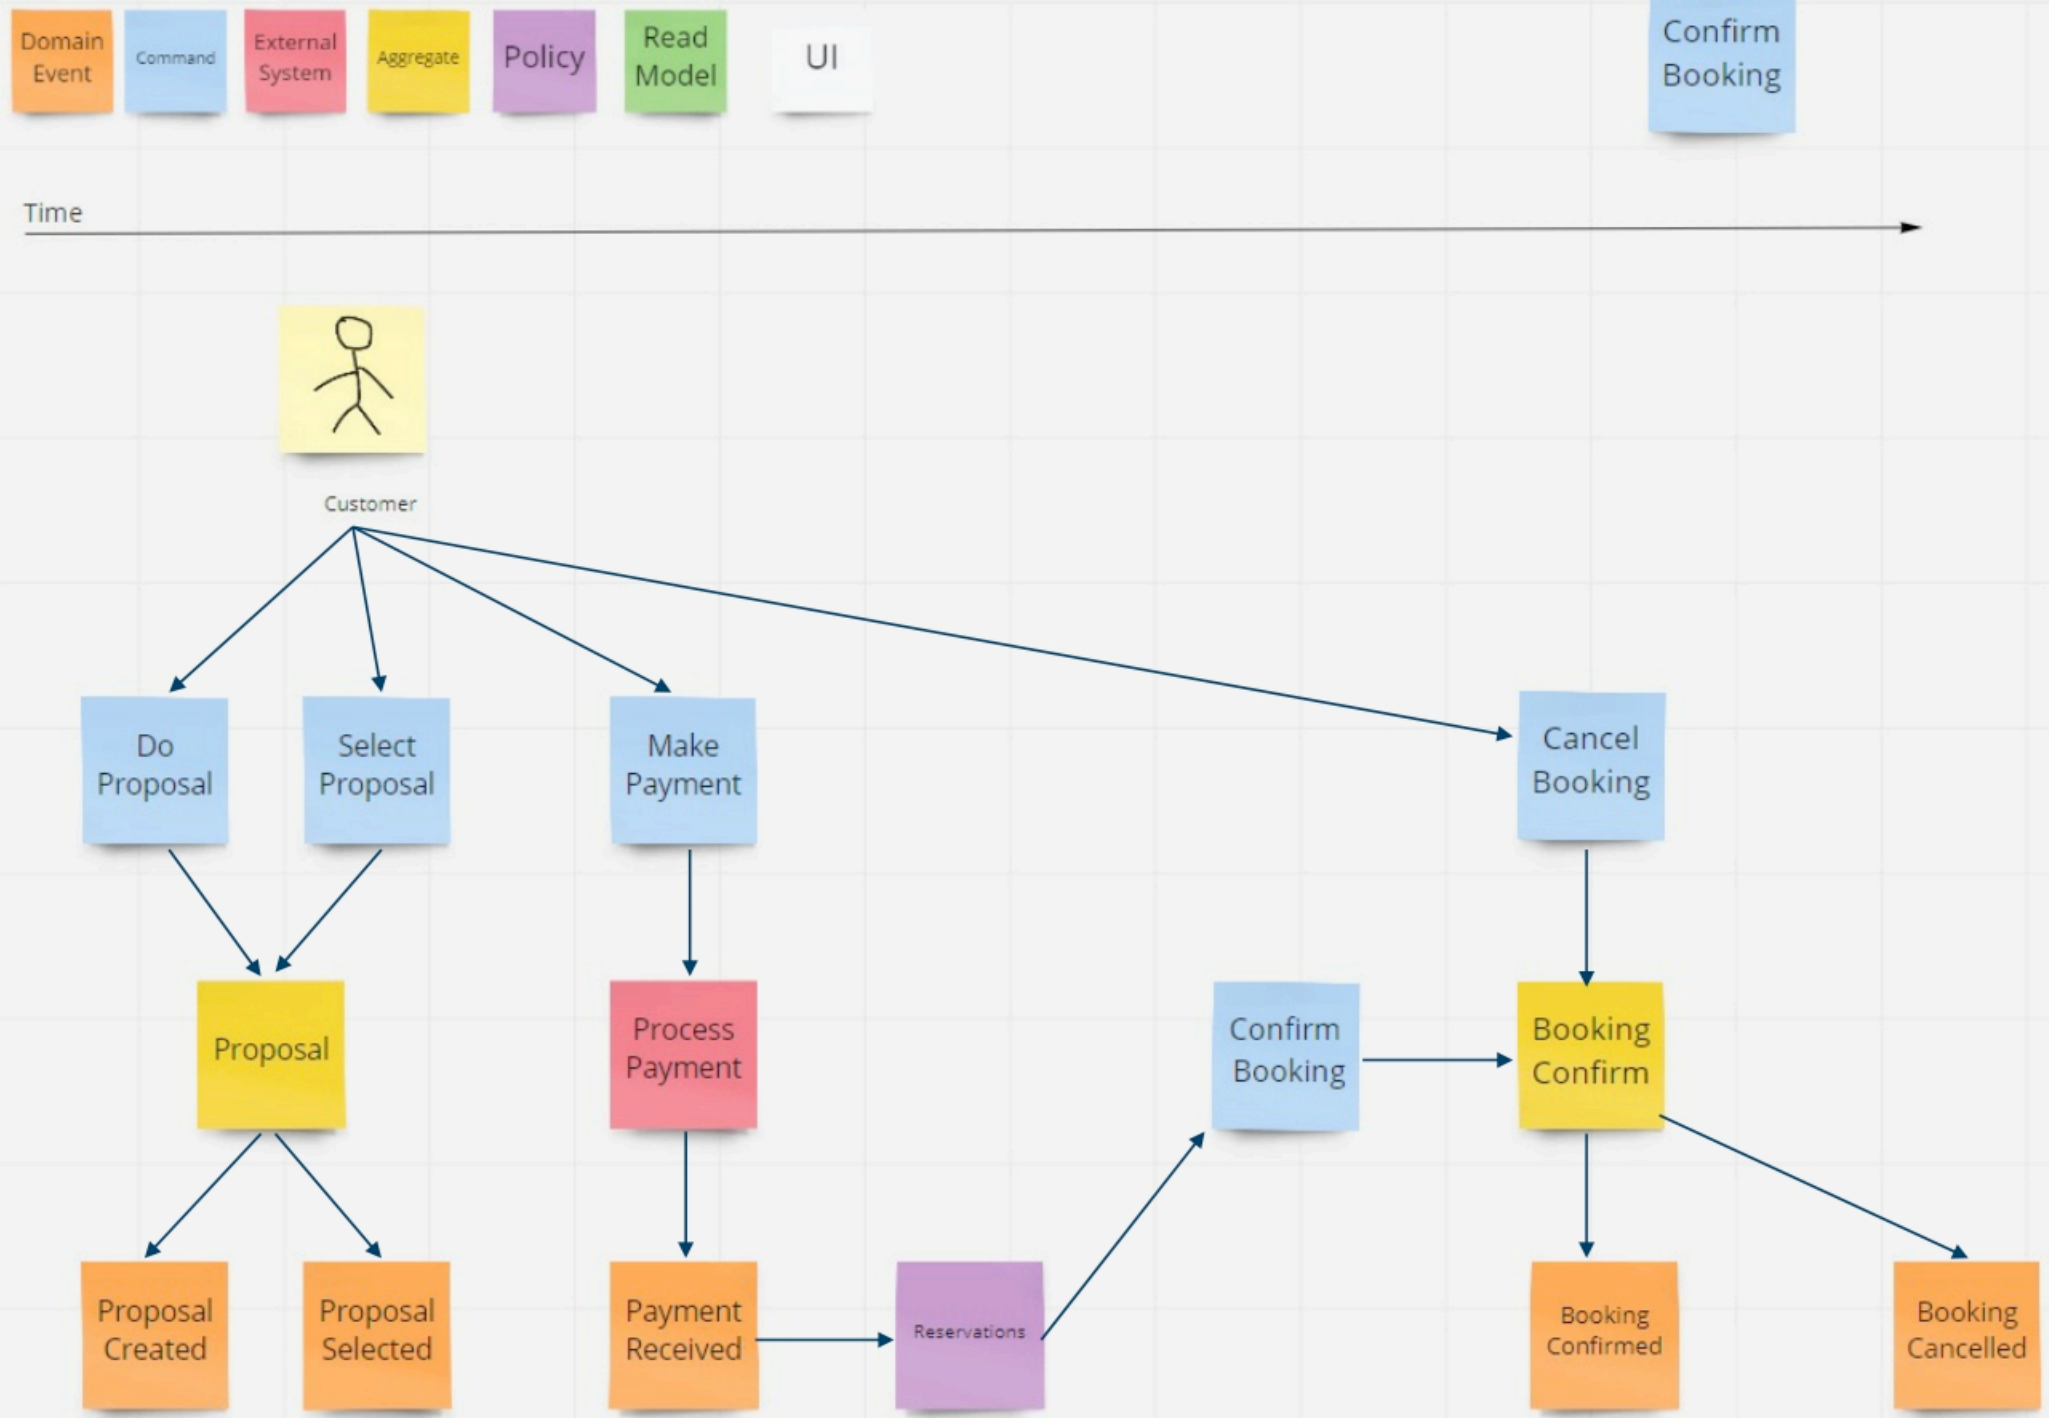 Domain
Event
Command
External
System
Aggregate
Policy
Read
Model
UI
Confirm
Booking
Time
Customer
Do
Proposal
Select
Proposal
Make
Payment
Cancel
Booking
Proposal
Process
Payment
Confirm
Booking
Booking
Confirm
Proposal
Created
Proposal
Selected
Payment
Received
Reservations
Booking
Confirmed
Booking
Cancelled